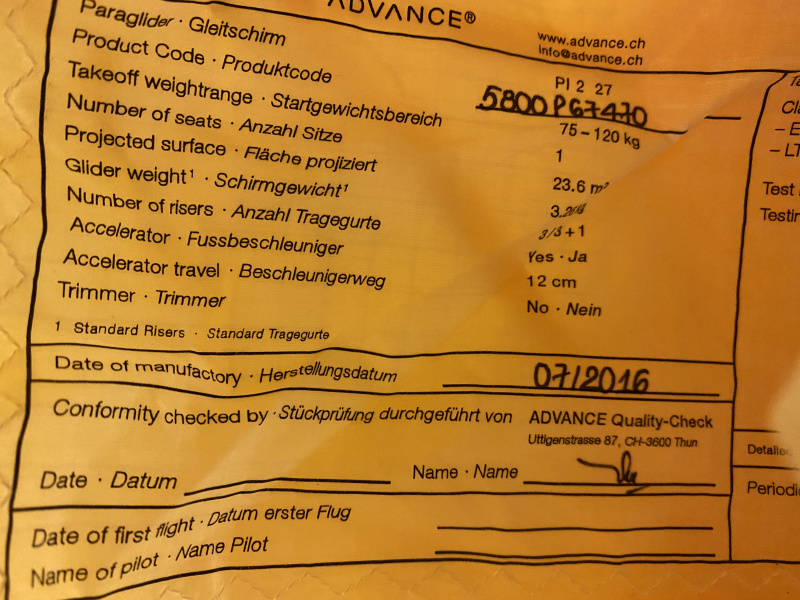 ADVANCE®
www.advance.ch
info@advance.ch
Paraglider · Gleitschirm PI 2 27
Product Code · Produktcode 5800P67470
Takeoff weightrange · Startgewichtsbereich 75–120 kg
Number of seats · Anzahl Sitze 1
Projected surface · Fläche projiziert 23.6 m²
Glider weight¹ · Schirmgewicht¹
Number of risers · Anzahl Tragegurte 3/3+1
Accelerator · Fussbeschleuniger Yes · Ja
Accelerator travel · Beschleunigerweg 12 cm
Trimmer · Trimmer No · Nein
1 Standard Risers · Standard Tragegurte
Date of manufactory · Herstellungsdatum 07/2016
Conformity checked by · Stückprüfung durchgeführt von ADVANCE Quality-Check
Uttigenstrasse 87, CH-3600 Thun
Date · Datum Name · Name
Date of first flight · Datum erster Flug
Name of pilot · Name Pilot
Test